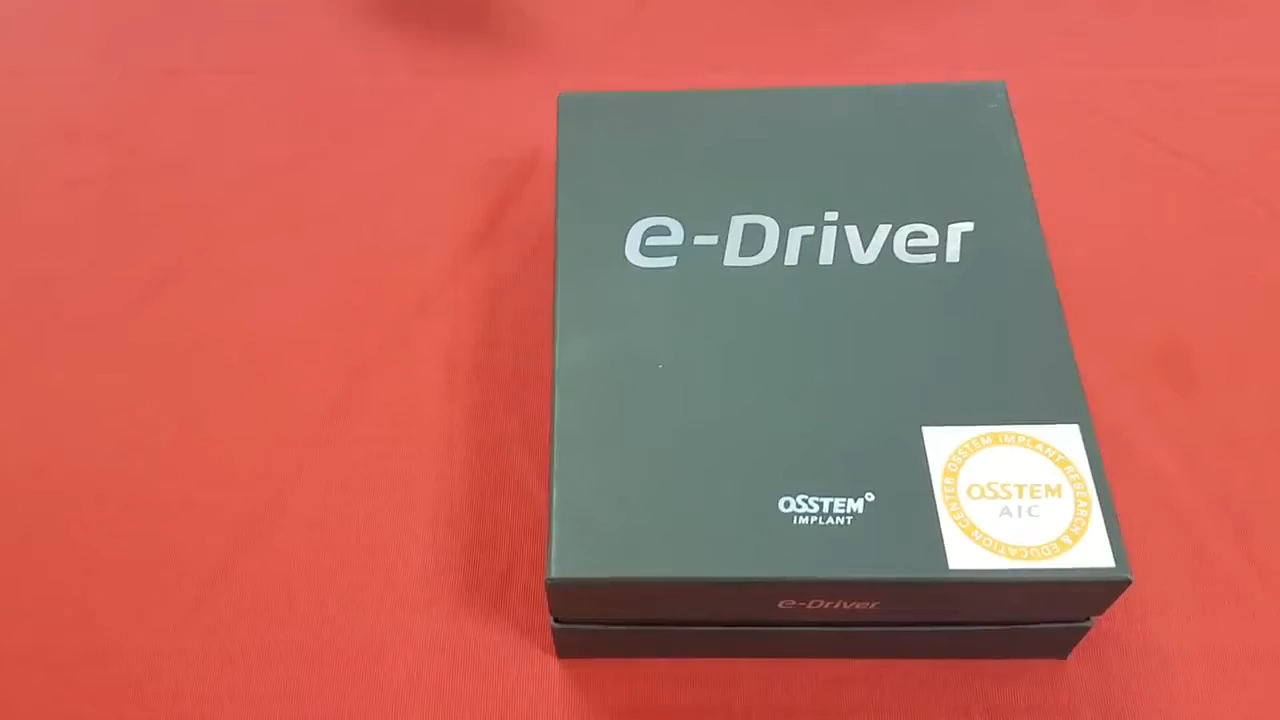 e-Driver
OSSTEM
IMPLANT
OSSTEM IMPLANT RESEARCH & EDUCATION CENTER
OSSTEM
AIC
e-Driver